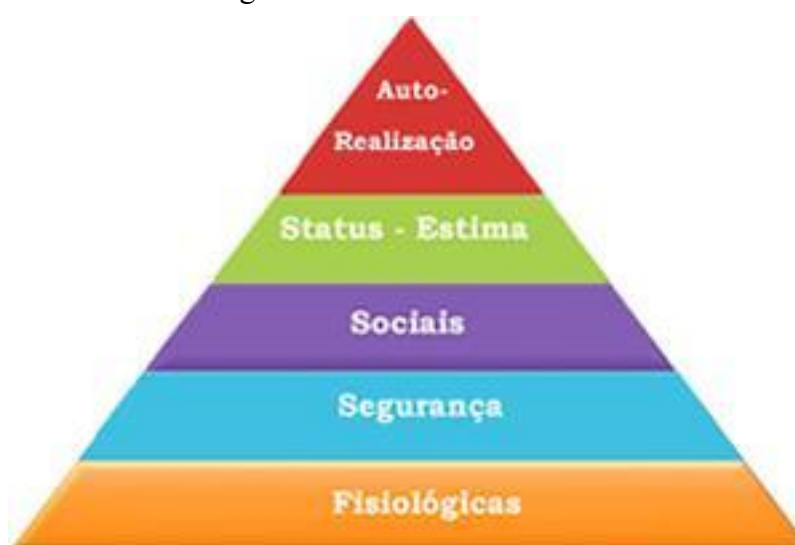 Auto-
Realização
Status - Estima
Sociais
Segurança
Fisiológicas